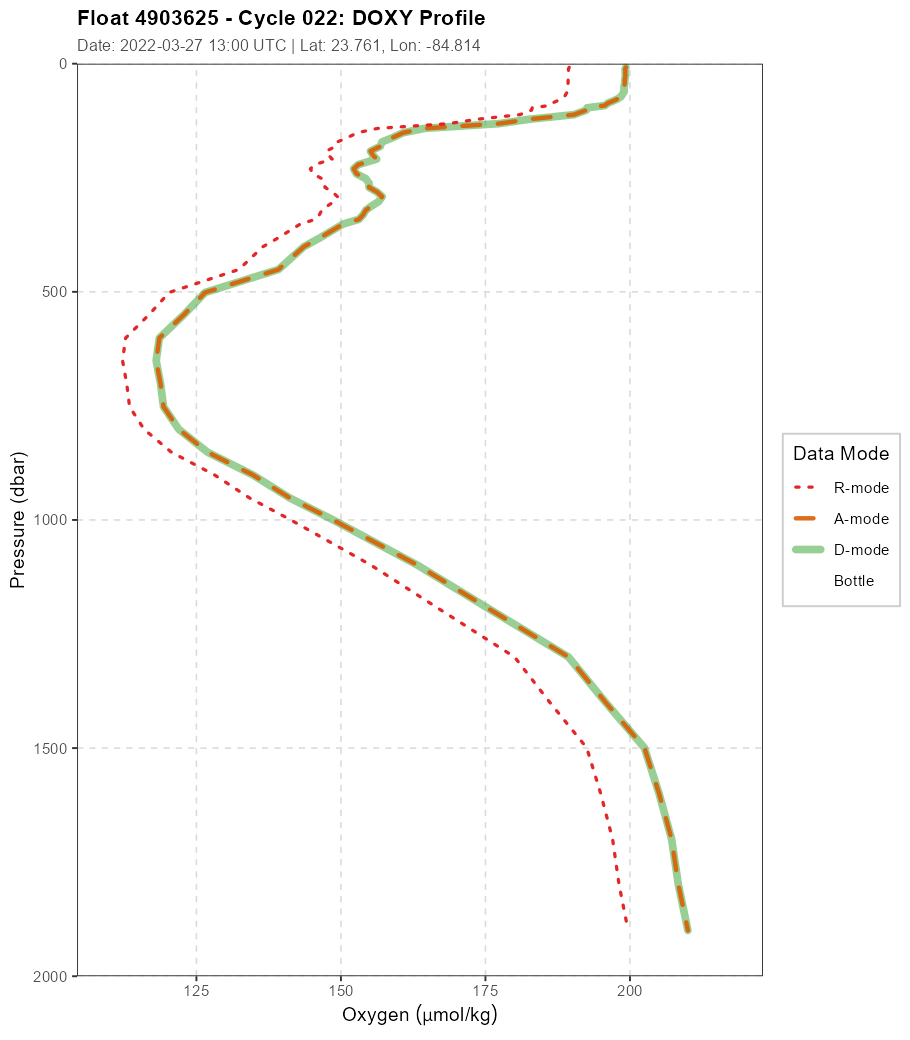 Float 4903625 - Cycle 022: DOXY Profile
Date: 2022-03-27 13:00 UTC | Lat: 23.761, Lon: -84.814
0
500
1000
1500
2000
Pressure (dbar)
125
150
175
200
Oxygen (μmol/kg)
Data Mode
R-mode
A-mode
D-mode
Bottle